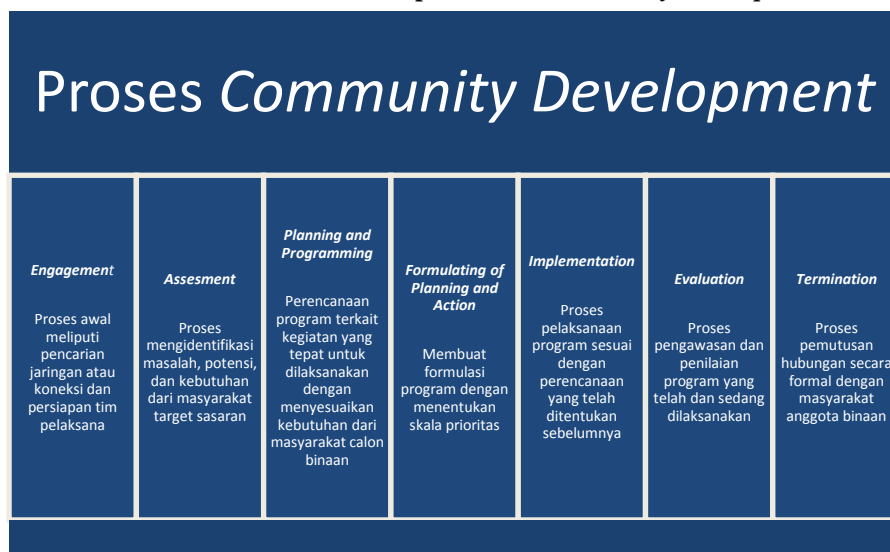 Proses Community Development
Engagement
Proses awal
meliputi
pencarian
jaringan atau
koneksi dan
persiapan tim
pelaksana
Assesment
Proses
mengidentifikasi
masalah, potensi,
dan kebutuhan
dari masyarakat
target sasaran
Planning and
Programming
Perencanaan
program terkait
kegiatan yang
tepat untuk
dilaksanakan
dengan
menyesuaikan
kebutuhan dari
masyarakat calon
binaan
Formulating of
Planning and
Action
Membuat
formulasi
program dengan
menentukan
skala prioritas
Implementation
Proses
pelaksanaan
program sesuai
dengan
perencanaan
yang telah
ditentukan
sebelumnya
Evaluation
Proses
pengawasan dan
penilaian
program yang
telah dan sedang
dilaksanakan
Termination
Proses
pemutusan
hubungan secara
formal dengan
masyarakat
anggota binaan